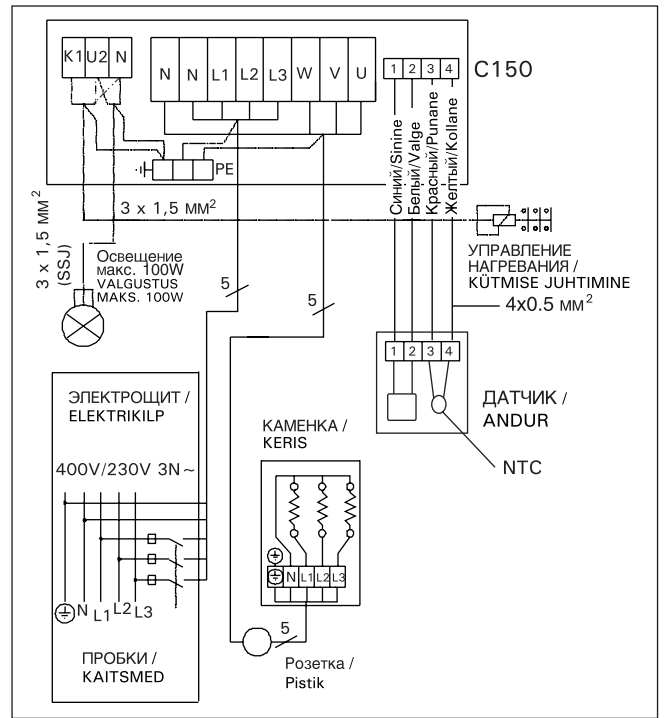 K1 U2 N
N N L1 L2 L3 W V U
1 2 3 4
C150
PE
Синий/Sinine
Белый/Valge
Красный/Punane
Желтый/Kollane
3 x 1,5 мм²
3 x 1,5 мм²
(SSJ)
Освещение
макс. 100W
VALGUSTUS
MAKS. 100W
УПРАВЛЕНИЕ
НАГРЕВАНИЯ /
KÜTMISE JUHTIMINE
4x0.5 мм²
5
5
1 2 3 4
ДАТЧИК /
ANDUR
NTC
ЭЛЕКТРОЩИТ /
ELEKTRIKILP
400V/230V 3N~
N L1 L2 L3
ПРОБКИ /
KAITSMED
КАМЕНКА /
KERIS
N L1 L2 L3
5
Розетка /
Pistik